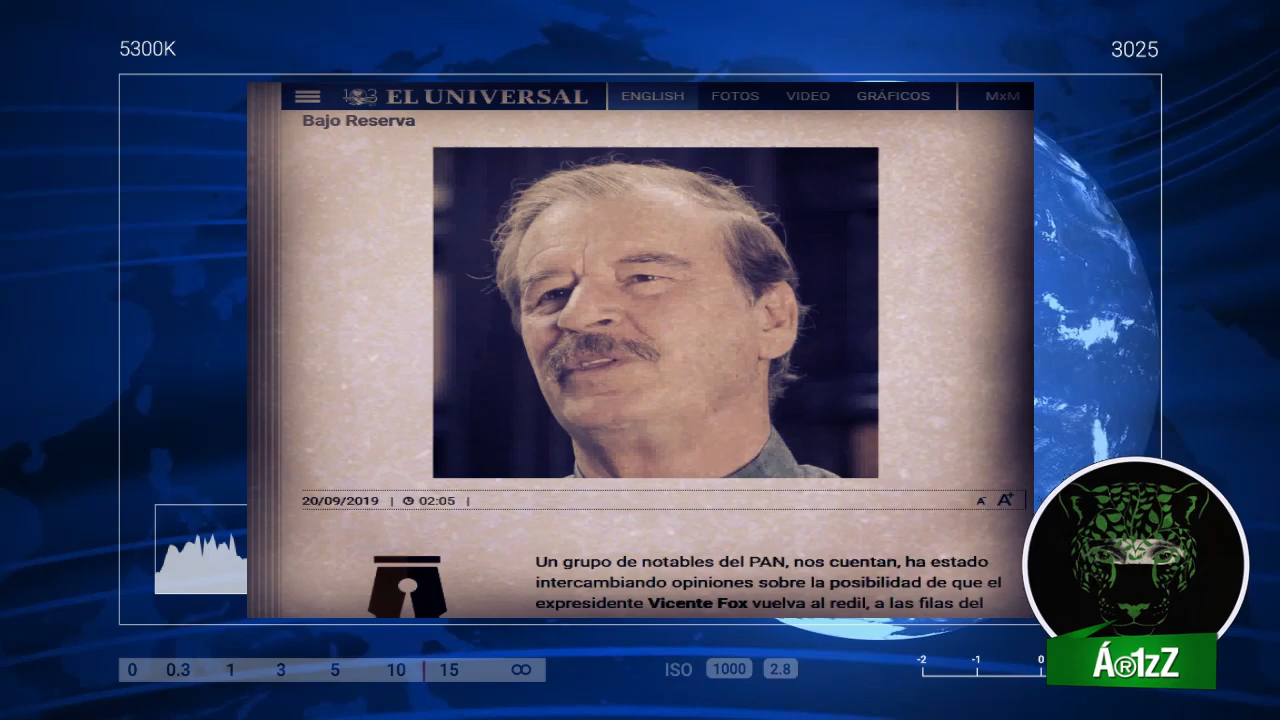 5300K
3025
EL UNIVERSAL
ENGLISH
FOTOS
VIDEO
GRÁFICOS
MxM
Bajo Reserva
20/09/2019 | 02:05 |
A- A+
Un grupo de notables del PAN, nos cuentan, ha estado
intercambiando opiniones sobre la posibilidad de que el
expresidente Vicente Fox vuelva al redil, a las filas del
0 0.3 1 3 5 10 15 ∞
ISO 1000 2.8
-2 -1 0
Á®1zZ